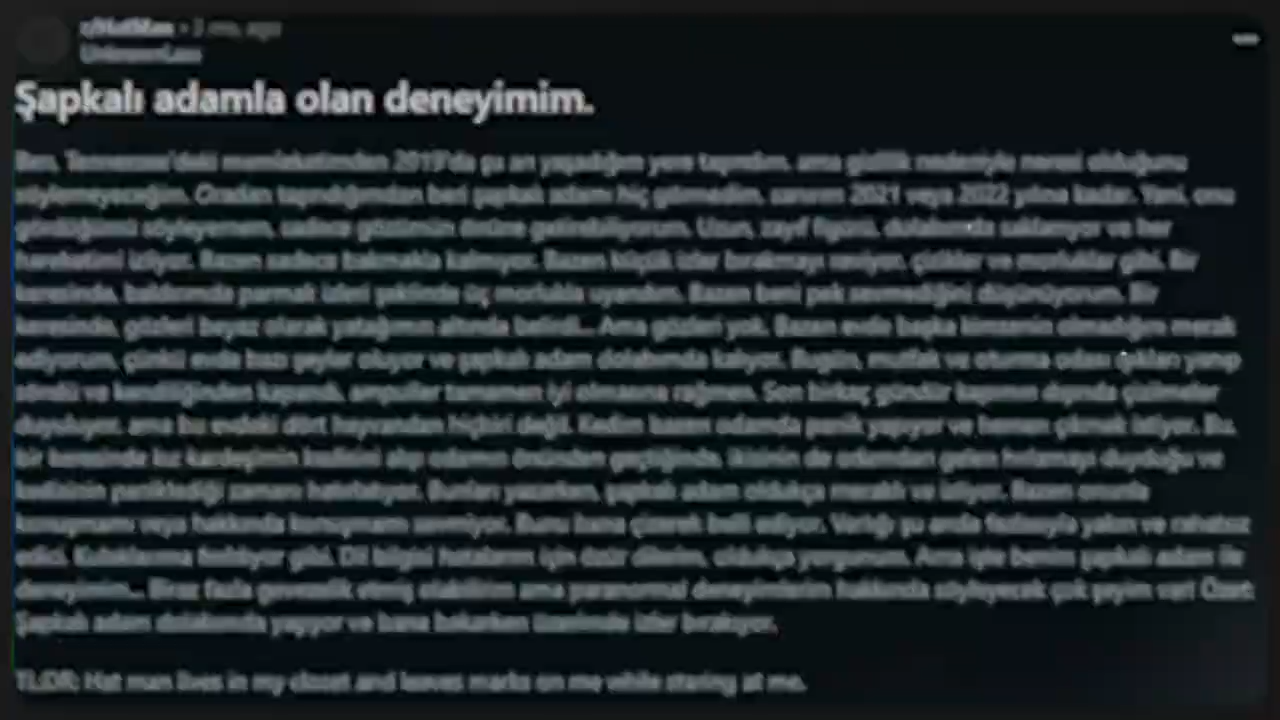 r/HatMan
Şapkalı adamla olan deneyimim.
Ben, Tennessee'deki memleketimden 2019'da şu an yaşadığım yere taşındım, ama gizlilik nedeniyle neresi olduğunu
söylemeyeceğim. Oradan taşındığımdan beri şapkalı adamı hiç görmedim, sanırım 2021 veya 2022 yılına kadar. Yani, onu
gördüğümü söyleyemem, sadece gözümün önüne getirebiliyorum. Uzun, zayıf figürü, dolabımda saklanıyor ve her
hareketimi izliyor. Bazen sadece bakmakla kalmıyor. Bazen küçük izler bırakmayı seviyor, çizikler ve morluklar gibi. Bir
keresinde, baldırımda parmak izleri şeklinde üç morlukla uyandım. Bazen beni pek sevmediğini düşünüyorum. Bir
keresinde, gözleri beyaz olarak yatağımın altında belirdi... Ama gözleri yok. Bazen evde başka birisinin olmadığını merak
ediyorum, çünkü evde bazı şeyler oluyor ve şapkalı adam dolabımda kalıyor. Bugün, mutfak ve oturma odası ışıkları yanıp
söndü ve kendiliğinden kapandı, ampuller tamamen iyi olmasına rağmen. Son birkaç gündür kapının dışında
duyuluyor, ama bu evdeki dört hayvandan hiçbiri değil. Kedim bazen odamda panik yapıyor ve hemen çıkmak istiyor. Bu,
bir keresinde kız kardeşimin kedisini alıp odamın önünden geçtiğinde, ikisinin de odamdan gelen duyduğu ve
kedisinin paniklediği zamanı hatırlatıyor. Bunları yazarken, şapkalı adam oldukça meraklı ve izliyor. Bazen onunla
konuşmamı veya hakkında konuşmamı sevmiyor. Bunu bana çizerek belli ediyor. Varlığı şu anda fazlasıyla yakın ve rahatsız
edici. Kulaklarıma fısıldıyor gibi. Dil bilgisi hatalarım için özür dilerim, oldukça yorgunum. Ama işte benim şapkalı adam ile
deneyimim... Biraz fazla gevezelik etmiş olabilirim ama paranormal deneyimlerim hakkında söyleyecek çok şeyim var! Özet:
Şapkalı adam dolabımda yaşıyor ve bana bakarken üzerimde izler bırakıyor.
TL;DR: Hat man lives in my closet and leaves marks on me while staring at me.